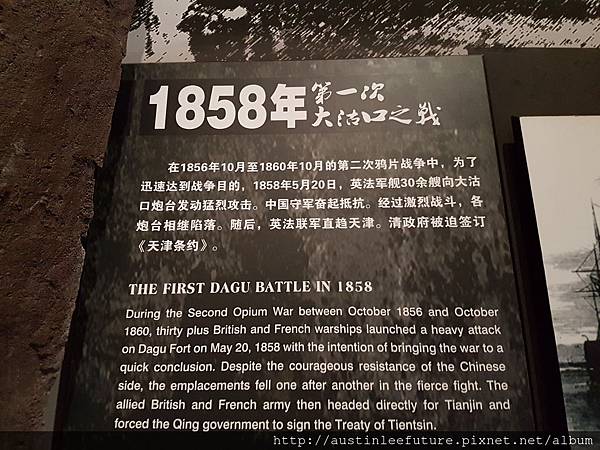 1858年 第一次
大沽口之战
在1856年10月至1860年10月的第二次鸦片战争中，为了
迅速达到战争目的，1858年5月20日，英法军舰30余艘向大沽
口炮台发动猛烈攻击。中国守军奋起抵抗。经过激烈战斗，各
炮台相继陷落。随后，英法联军直趋天津。清政府被迫签订
《天津条约》。
THE FIRST DAGU BATTLE IN 1858
During the Second Opium War between October 1856 and October
1860, thirty plus British and French warships launched a heavy attack
on Dagu Fort on May 20, 1858 with the intention of bringing the war to a
quick conclusion. Despite the courageous resistance of the Chinese
side, the emplacements fell one after another in the fierce fight. The
allied British and French army then headed directly for Tianjin and
forced the Qing government to sign the Treaty of Tientsin.
http://austinleefuture.pixnet.net/album